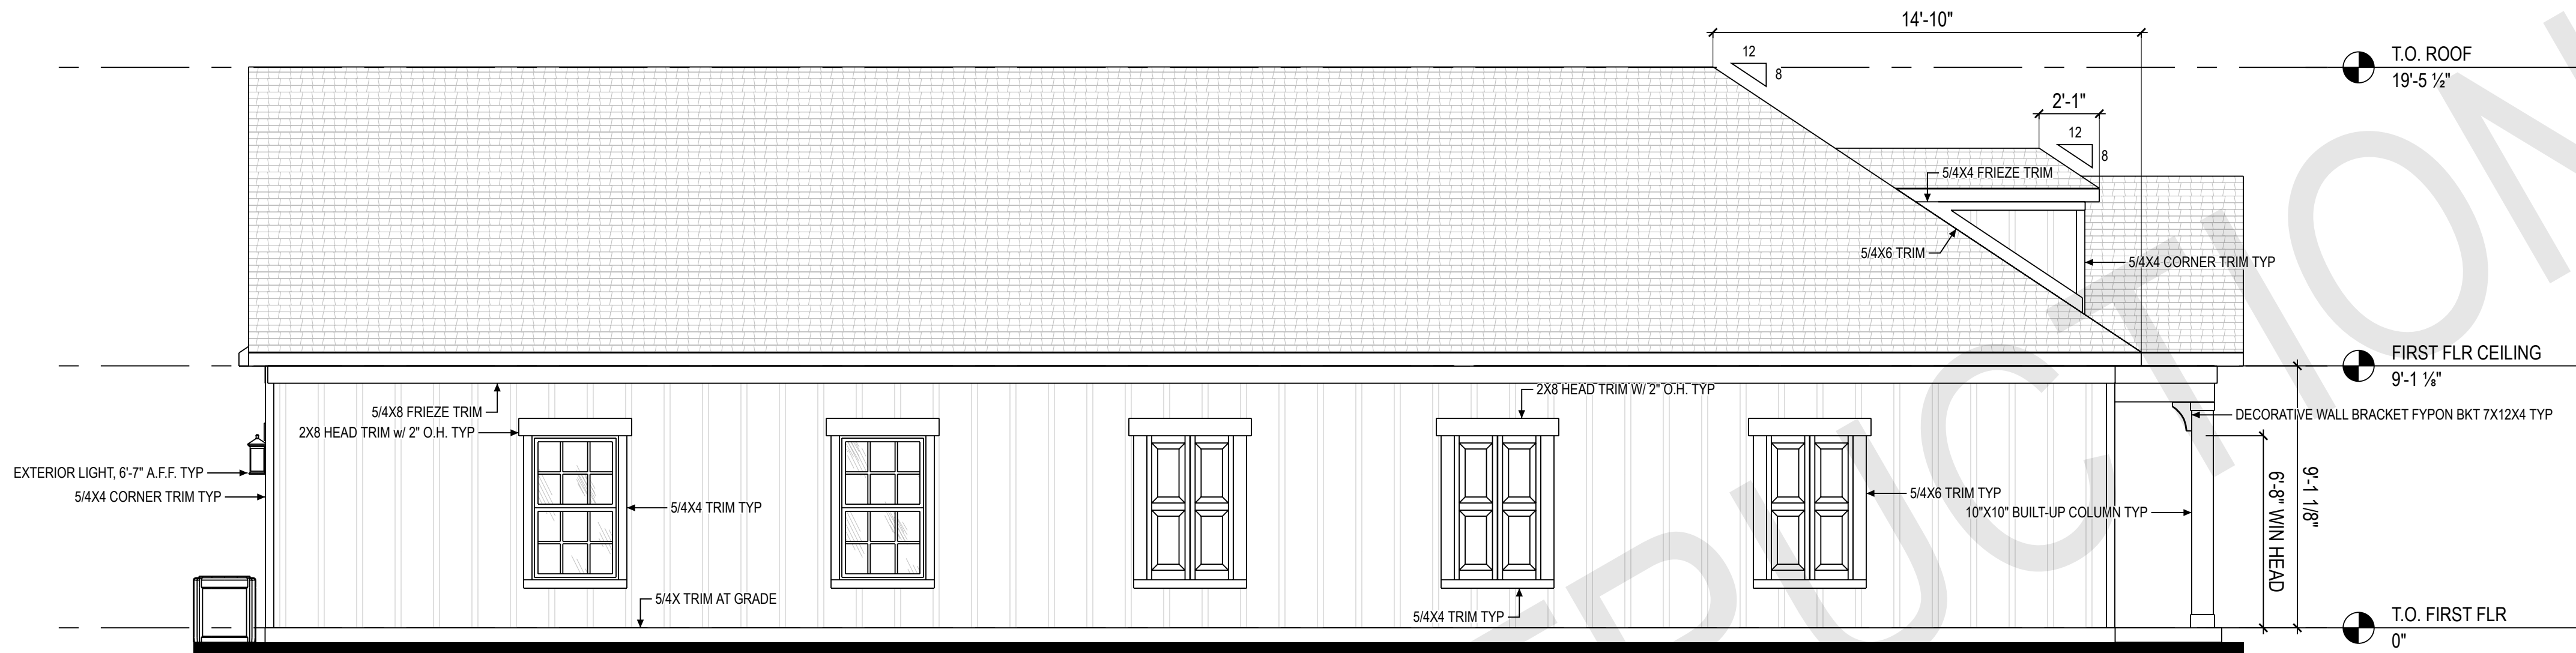 14'-10"
12
8
T.O. ROOF
19'-5 ½"
2'-1"
12
8
5/4X4 FRIEZE TRIM
5/4X6 TRIM
5/4X4 CORNER TRIM TYP
FIRST FLR CEILING
9'-1 ⅛"
2X8 HEAD TRIM W/ 2" O.H. TYP
5/4X8 FRIEZE TRIM
DECORATIVE WALL BRACKET FYPON BKT 7X12X4 TYP
2X8 HEAD TRIM w/ 2" O.H. TYP
EXTERIOR LIGHT, 6'-7" A.F.F. TYP
5/4X4 CORNER TRIM TYP
5/4X4 TRIM TYP
5/4X6 TRIM TYP
10"X10" BUILT-UP COLUMN TYP
6'-8" WIN HEAD
9'-1 1/8"
5/4X TRIM AT GRADE
5/4X4 TRIM TYP
T.O. FIRST FLR
0"
RUCTION